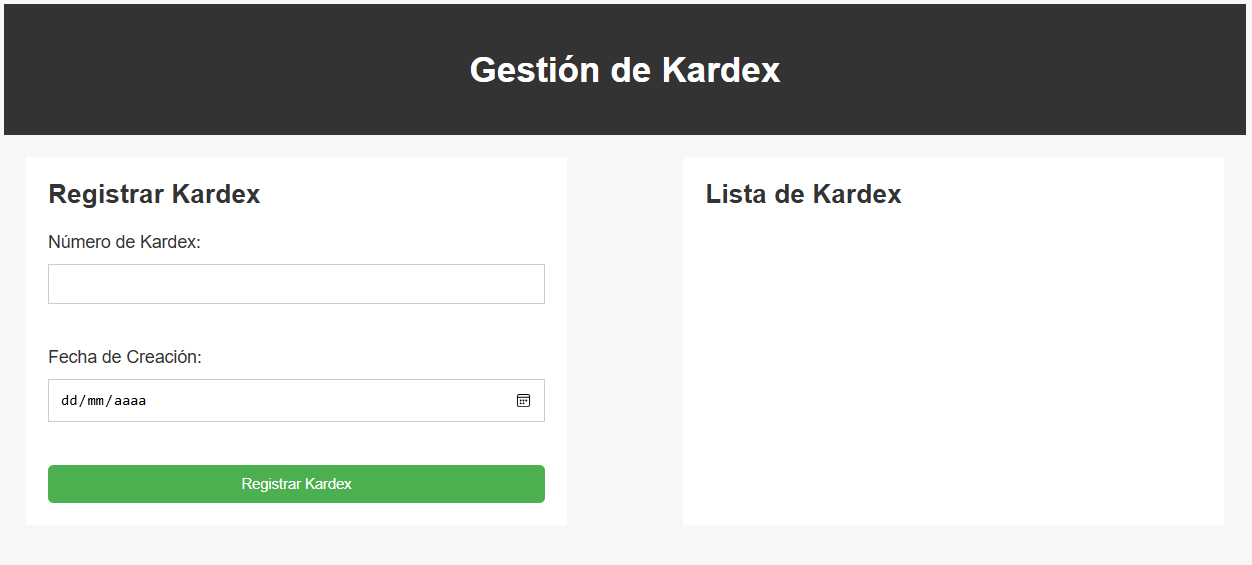 Gestión de Kardex
Registrar Kardex
Número de Kardex:
Fecha de Creación:
dd/mm/aaaa
Registrar Kardex
Lista de Kardex